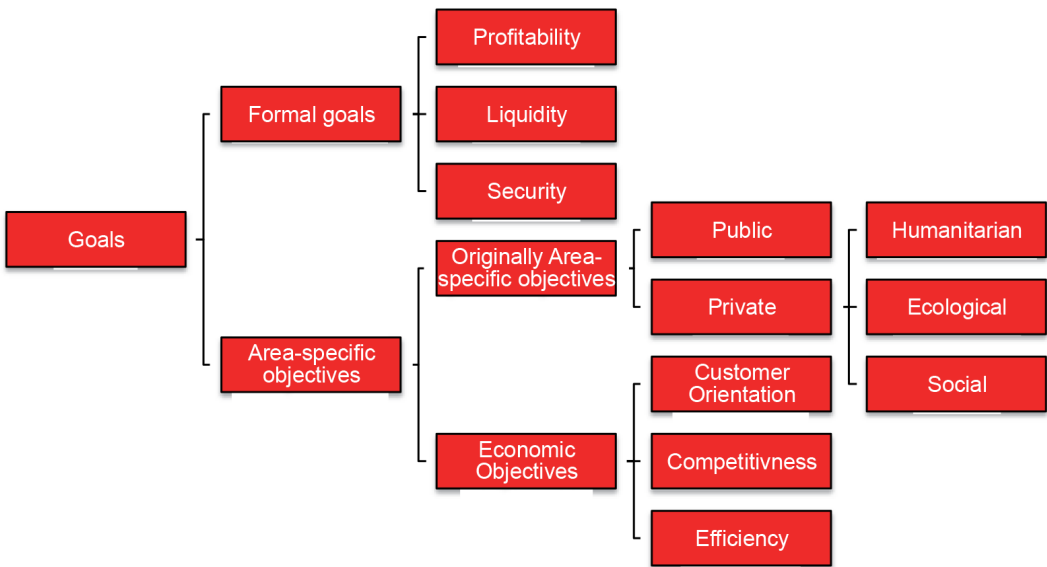 Goals
Formal goals
Profitability
Liquidity
Security
Area-specific
objectives
Originally Area-
specific objectives
Public
Private
Humanitarian
Ecological
Social
Economic
Objectives
Customer
Orientation
Competitivness
Efficiency